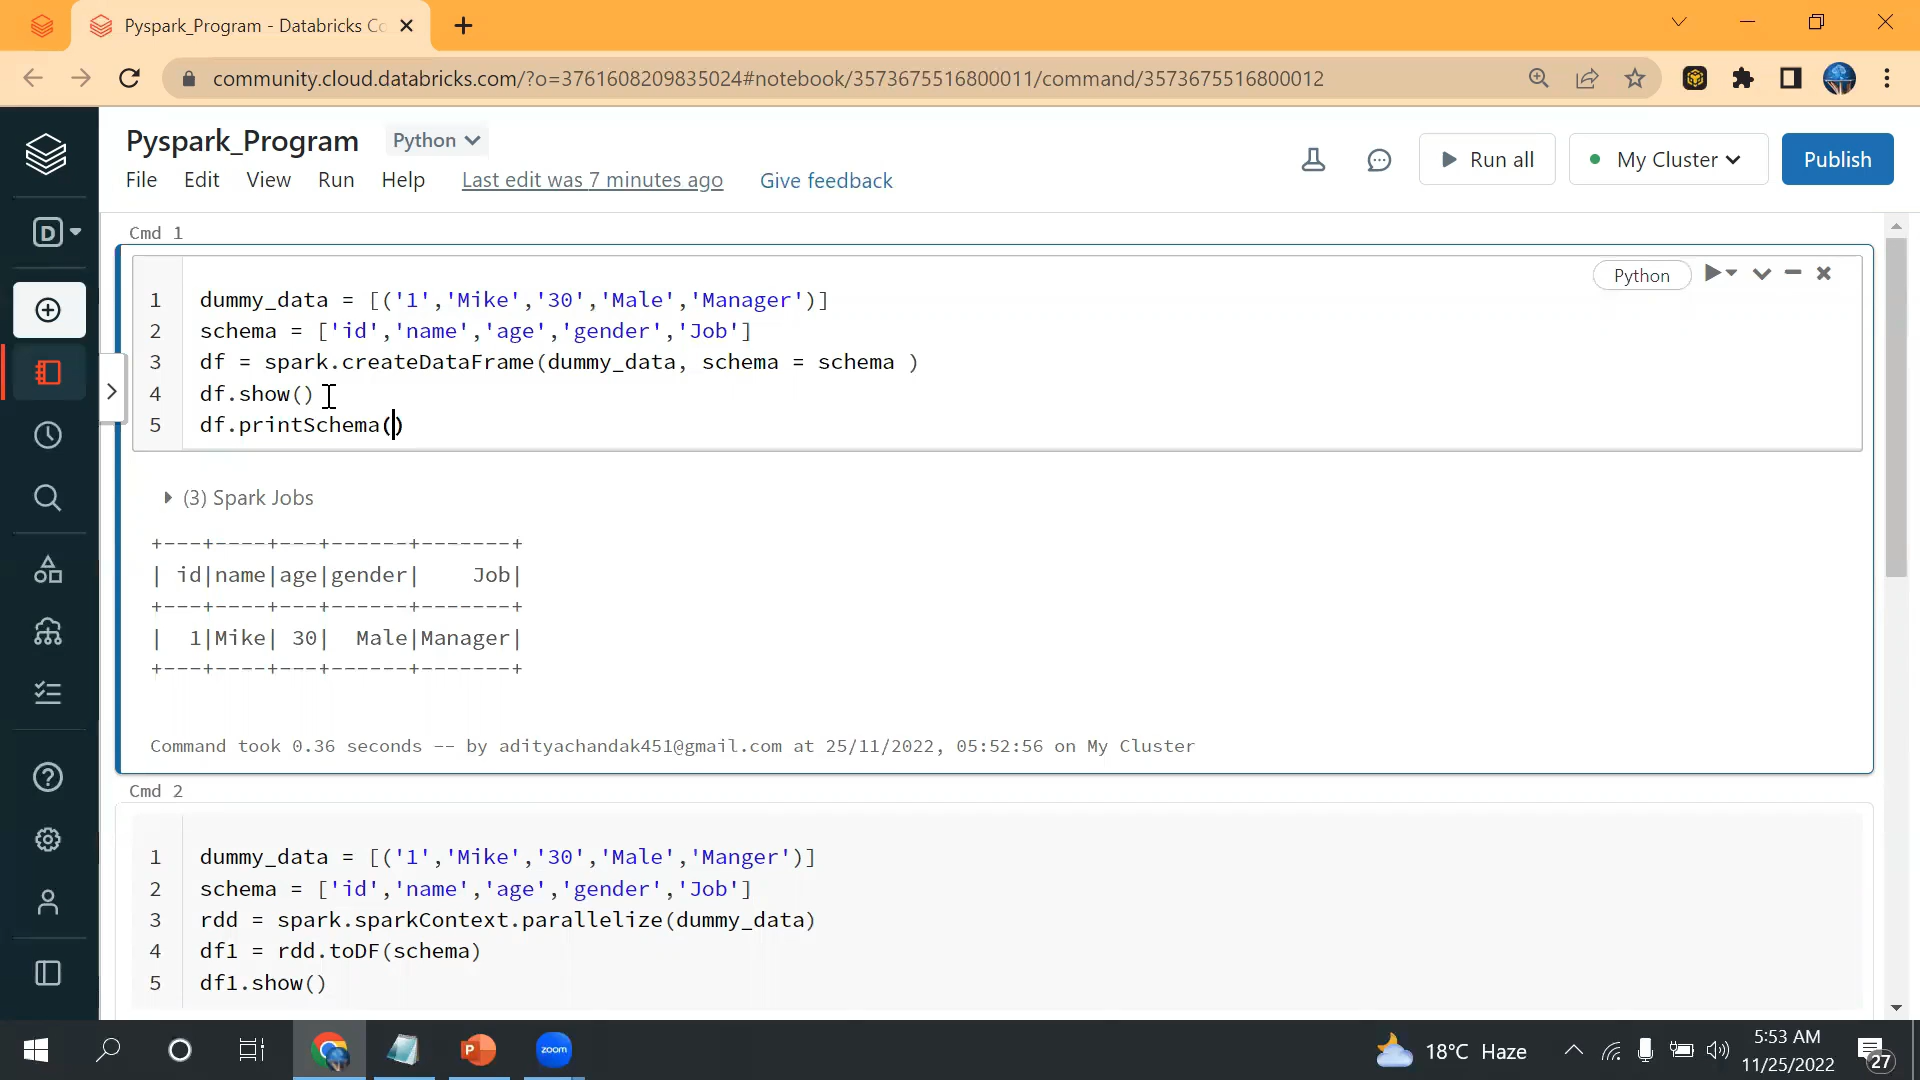 Pyspark_Program - Databricks Co
community.cloud.databricks.com/?o=3761608209835024#notebook/3573675516800011/command/3573675516800012
Pyspark_Program Python
File Edit View Run Help Last edit was 7 minutes ago Give feedback
Run all My Cluster Publish
D
Cmd 1
Python
1 dummy_data = [('1','Mike','30','Male','Manager')]
2 schema = ['id','name','age','gender','Job']
3 df = spark.createDataFrame(dummy_data, schema = schema )
4 df.show()
5 df.printSchema()
(3) Spark Jobs
+---+----+---+------+-------+
| id|name|age|gender|    Job|
+---+----+---+------+-------+
|  1|Mike| 30|  Male|Manager|
+---+----+---+------+-------+
Command took 0.36 seconds -- by adityachandak451@gmail.com at 25/11/2022, 05:52:56 on My Cluster
Cmd 2
1 dummy_data = [('1','Mike','30','Male','Manger')]
2 schema = ['id','name','age','gender','Job']
3 rdd = spark.sparkContext.parallelize(dummy_data)
4 df1 = rdd.toDF(schema)
5 df1.show()
P
zoom
18°C Haze
5:53 AM
11/25/2022
27